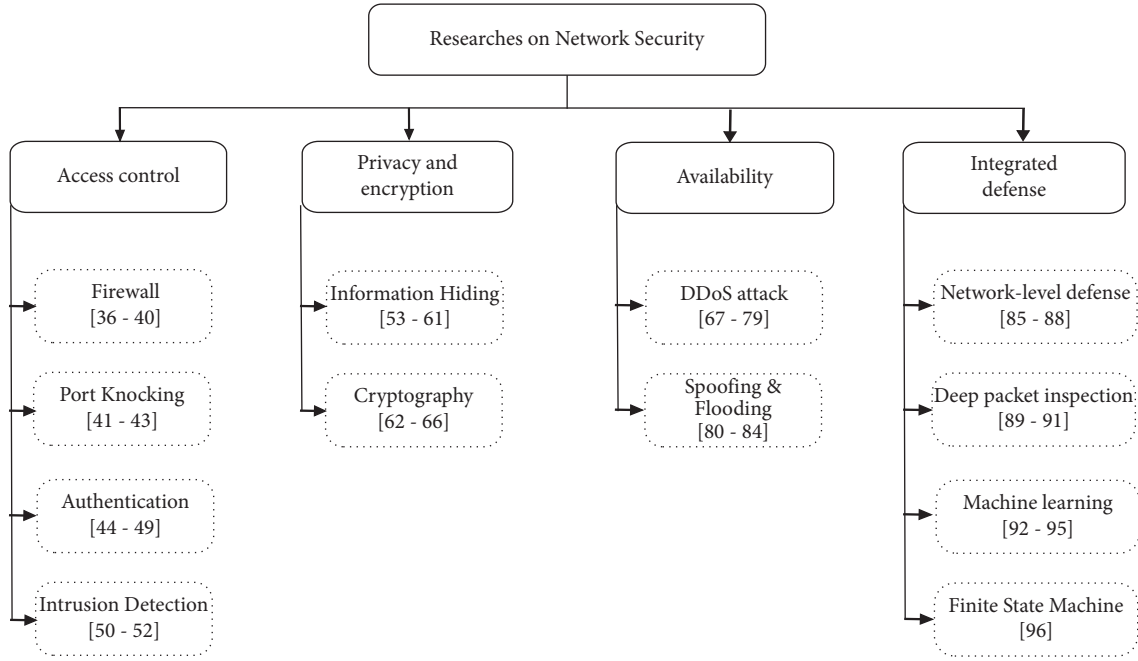 Researches on Network Security
Access control
Firewall
[36 - 40]
Port Knocking
[41 - 43]
Authentication
[44 - 49]
Intrusion Detection
[50 - 52]
Privacy and
encryption
Information Hiding
[53 - 61]
Cryptography
[62 - 66]
Availability
DDoS attack
[67 - 79]
Spoofing &
Flooding
[80 - 84]
Integrated
defense
Network-level defense
[85 - 88]
Deep packet inspection
[89 - 91]
Machine learning
[92 - 95]
Finite State Machine
[96]